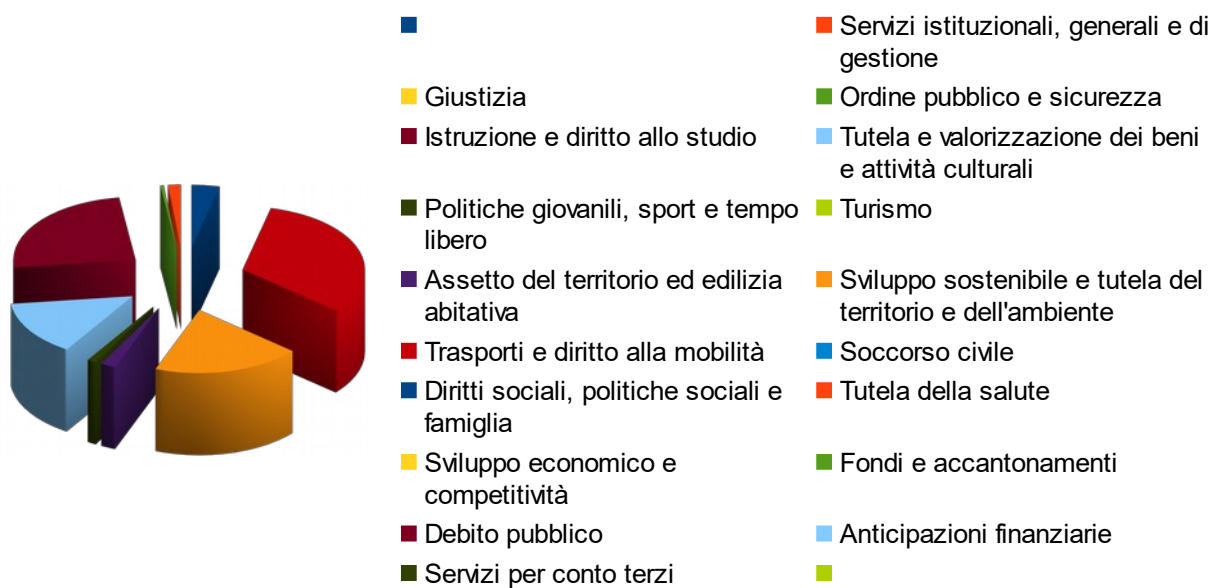 Servizi istituzionali, generali e di
gestione
Giustizia
Ordine pubblico e sicurezza
Istruzione e diritto allo studio
Tutela e valorizzazione dei beni
e attività culturali
Politiche giovanili, sport e tempo
libero
Turismo
Assetto del territorio ed edilizia
abitativa
Sviluppo sostenibile e tutela del
territorio e dell'ambiente
Trasporti e diritto alla mobilità
Soccorso civile
Diritti sociali, politiche sociali e
famiglia
Tutela della salute
Sviluppo economico e
competitività
Fondi e accantonamenti
Debito pubblico
Anticipazioni finanziarie
Servizi per conto terzi